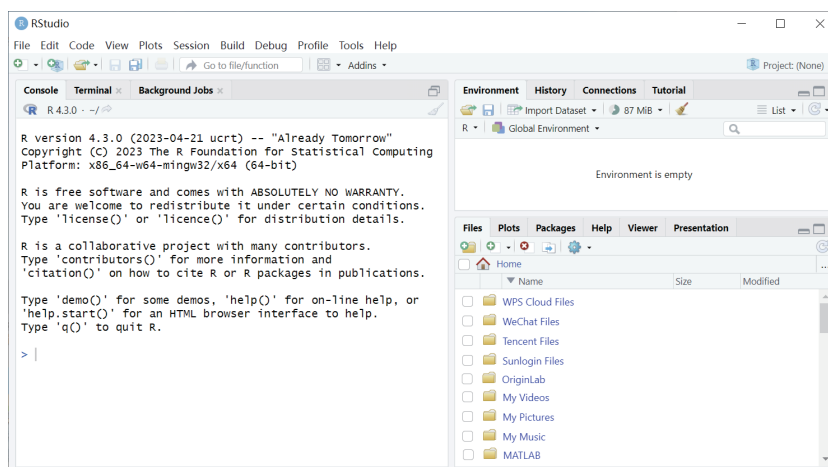 RStudio
File Edit Code View Plots Session Build Debug Profile Tools Help
Go to file/function Addins Project: (None)
Console Terminal Background Jobs
R 4.3.0 · ~/
R version 4.3.0 (2023-04-21 ucrt) -- "Already Tomorrow"
Copyright (C) 2023 The R Foundation for Statistical Computing
Platform: x86_64-w64-mingw32/x64 (64-bit)
R is free software and comes with ABSOLUTELY NO WARRANTY.
You are welcome to redistribute it under certain conditions.
Type 'license()' or 'licence()' for distribution details.
R is a collaborative project with many contributors.
Type 'contributors()' for more information and
'citation()' on how to cite R or R packages in publications.
Type 'demo()' for some demos, 'help()' for on-line help, or
'help.start()' for an HTML browser interface to help.
Type 'q()' to quit R.
>
Environment History Connections Tutorial
Import Dataset 87 MiB List
R Global Environment
Environment is empty
Files Plots Packages Help Viewer Presentation
Home ...
Name Size Modified
WPS Cloud Files
WeChat Files
Tencent Files
Sunlogin Files
OriginLab
My Videos
My Pictures
My Music
MATLAB